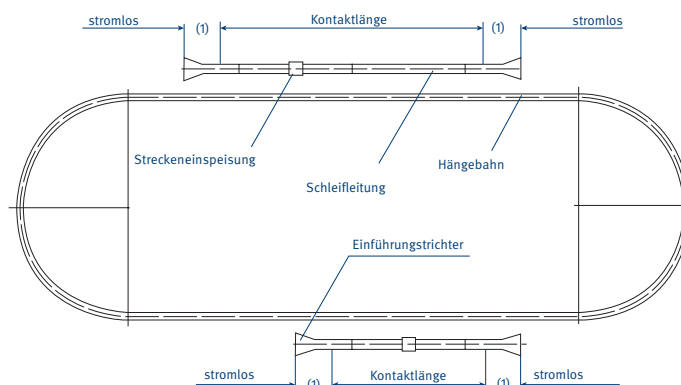 stromlos (1) Kontaktlänge (1) stromlos
Streckeneinspeisung
Hängebahn
Schleifleitung
Einführungstrichter
stromlos (1) Kontaktlänge (1) stromlos